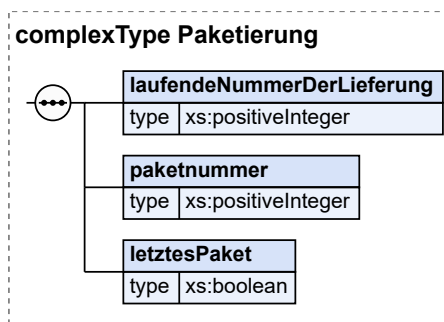 complexType Paketierung
laufendeNummerDerLieferung
type xs:positiveInteger
paketnummer
type xs:positiveInteger
letztesPaket
type xs:boolean